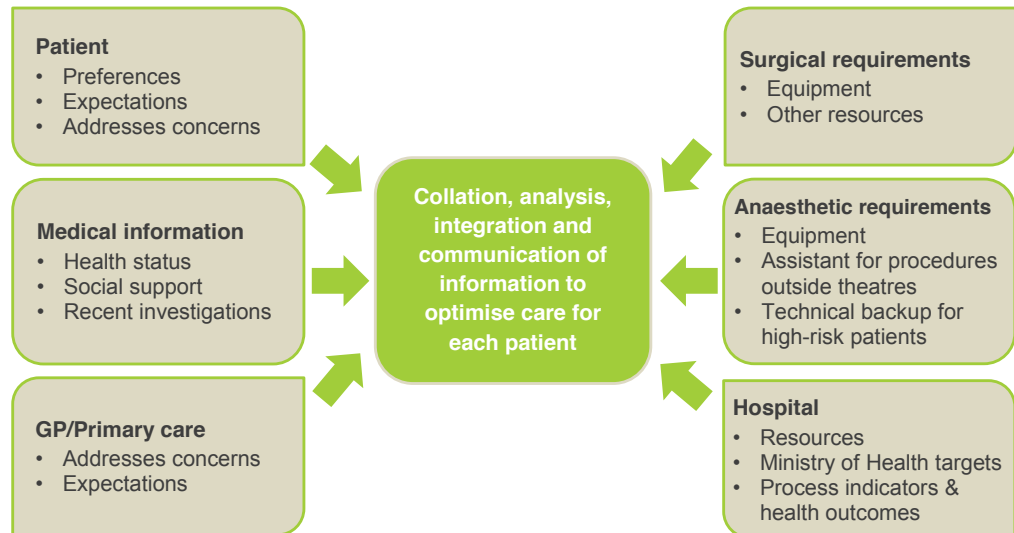 Patient
• Preferences
• Expectations
• Addresses concerns
Medical information
• Health status
• Social support
• Recent investigations
GP/Primary care
• Addresses concerns
• Expectations
Collation, analysis,
integration and
communication of
information to
optimise care for
each patient
Surgical requirements
• Equipment
• Other resources
Anaesthetic requirements
• Equipment
• Assistant for procedures
outside theatres
• Technical backup for
high-risk patients
Hospital
• Resources
• Ministry of Health targets
• Process indicators &
health outcomes